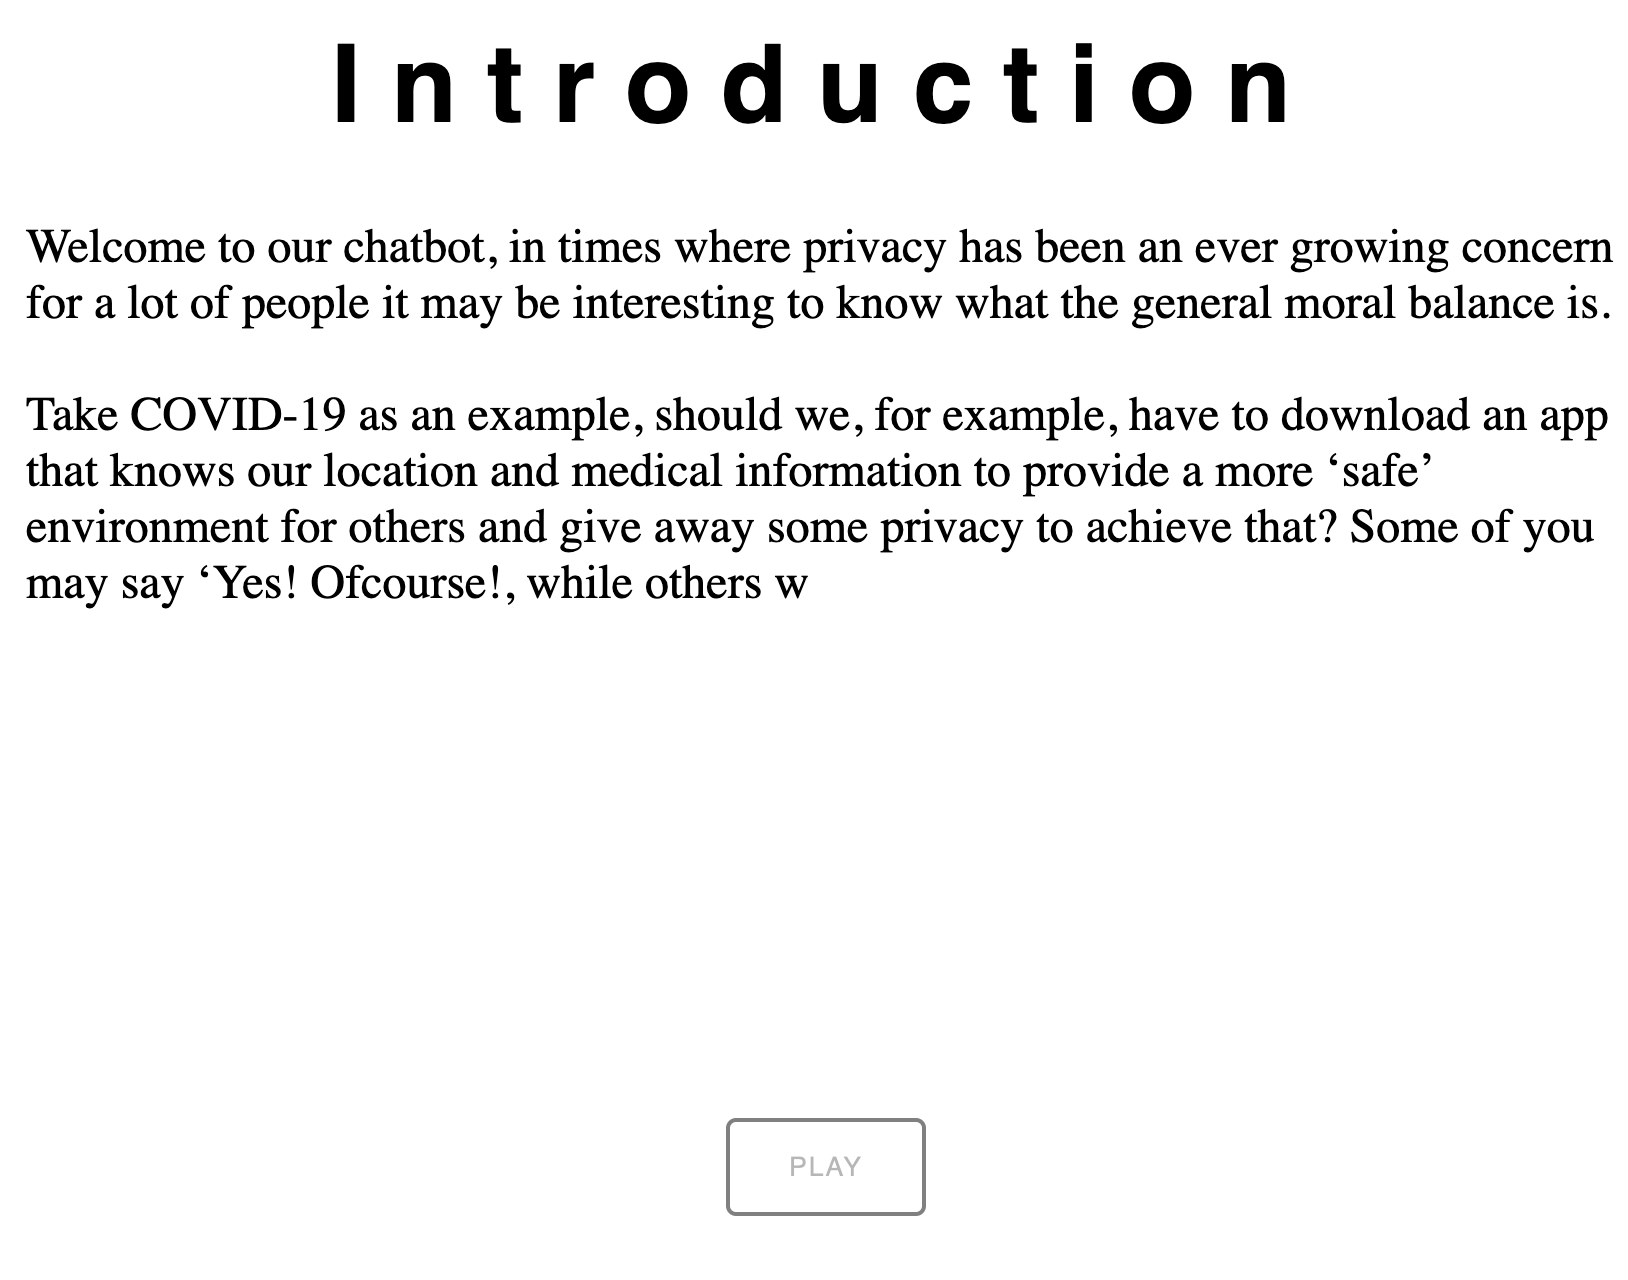 Introduction
Welcome to our chatbot, in times where privacy has been an ever growing concern
for a lot of people it may be interesting to know what the general moral balance is.
Take COVID-19 as an example, should we, for example, have to download an app
that knows our location and medical information to provide a more ‘safe’
environment for others and give away some privacy to achieve that? Some of you
may say ‘Yes! Ofcourse!, while others w
PLAY